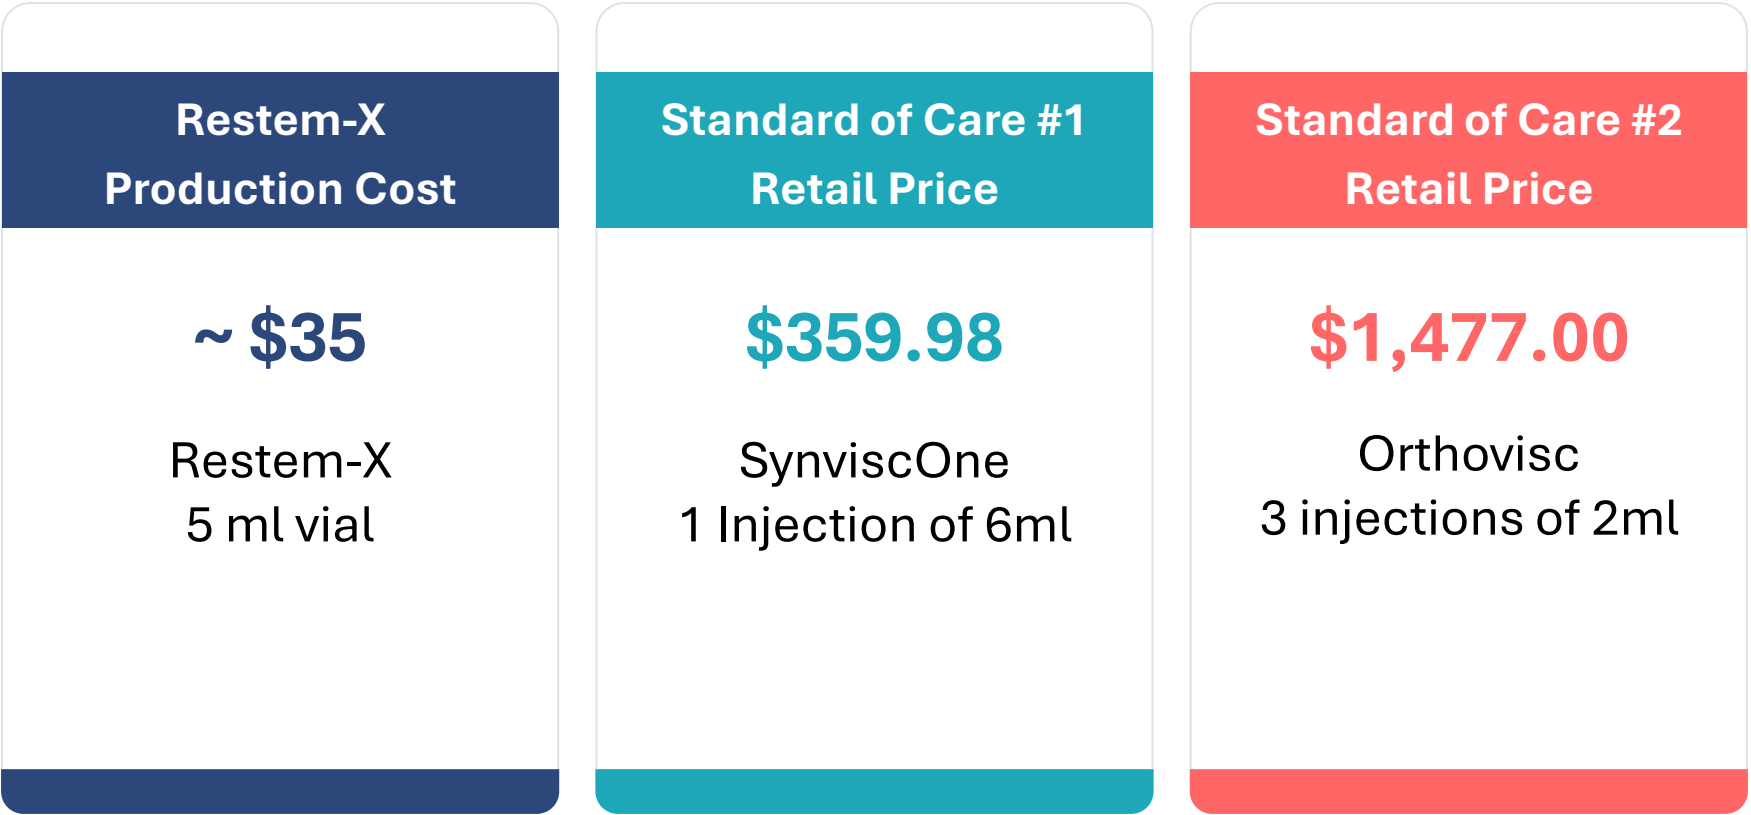 Restem-X
Production Cost
~ $35
Restem-X
5 ml vial
Standard of Care #1
Retail Price
$359.98
SynviscOne
1 Injection of 6ml
Standard of Care #2
Retail Price
$1,477.00
Orthovisc
3 injections of 2ml